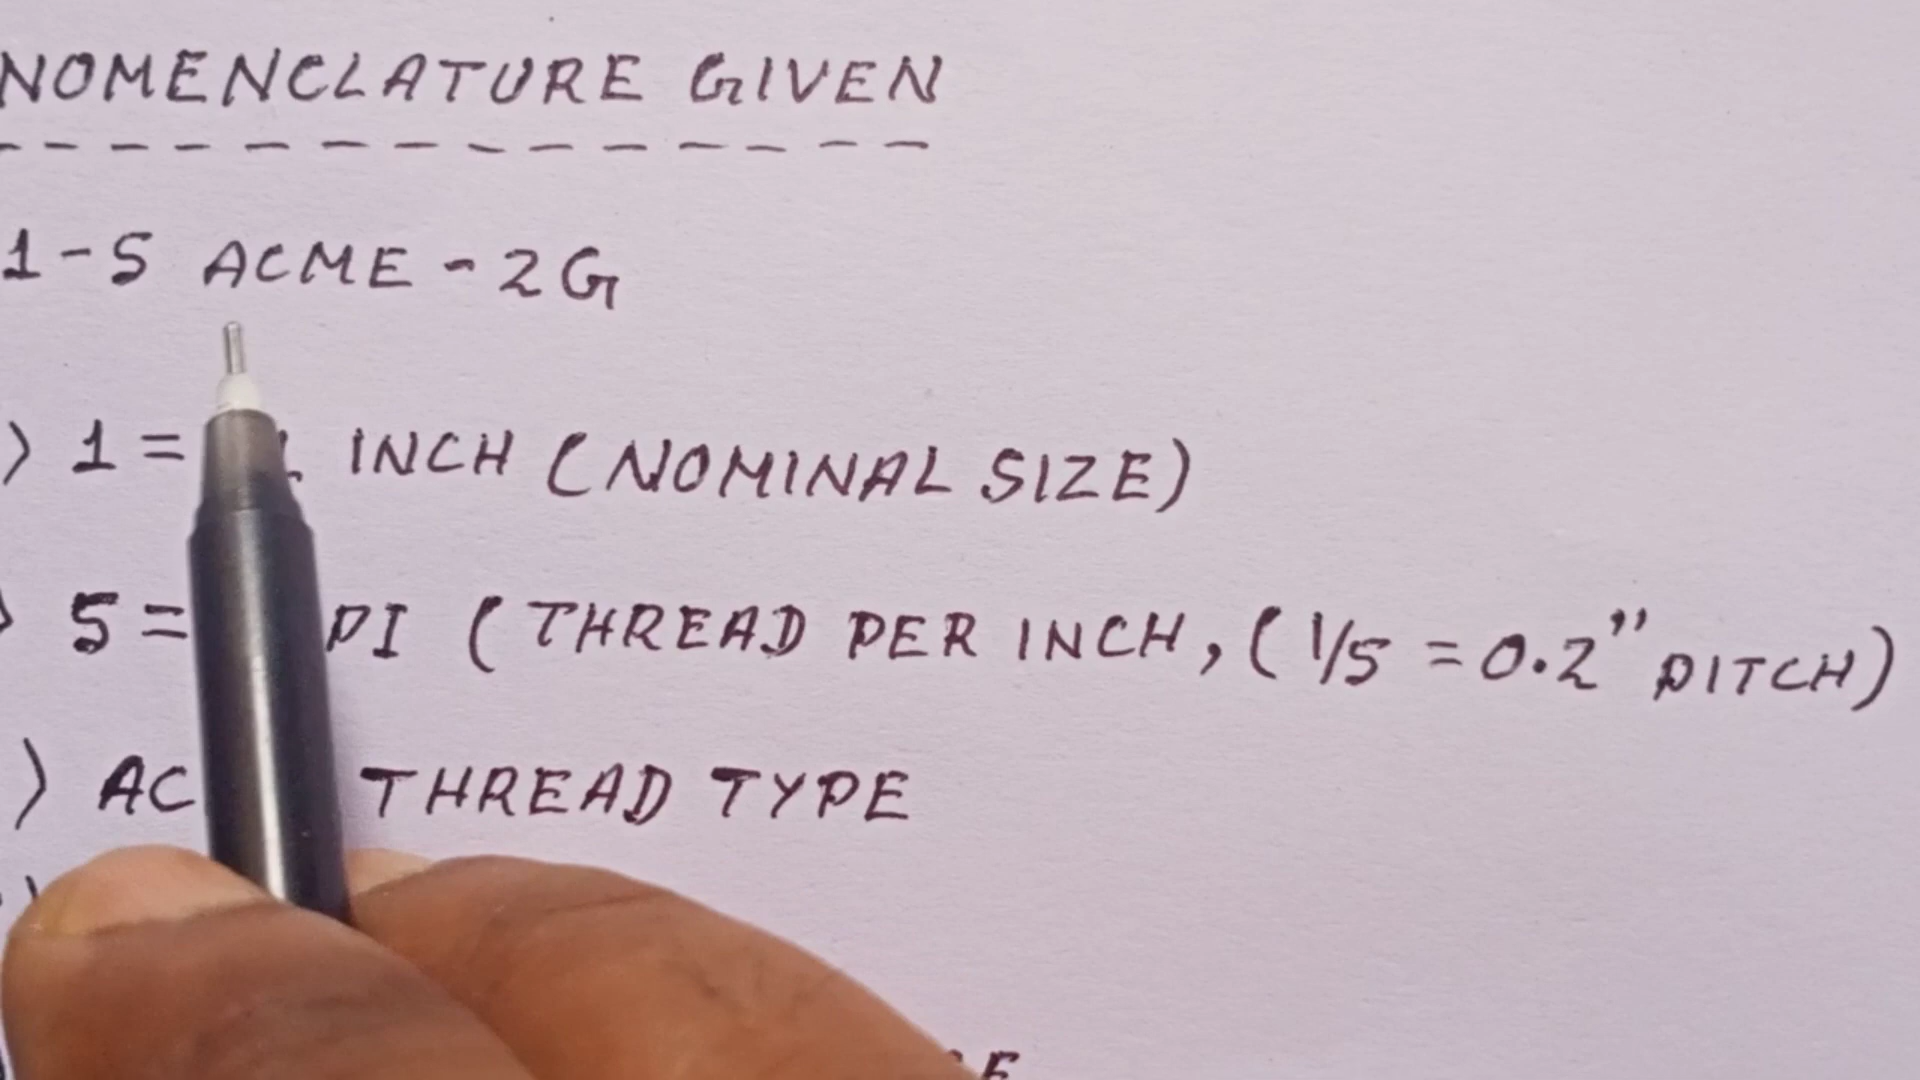 NOMENCLATURE GIVEN
1-5 ACME - 2G
> 1 = INCH (NOMINAL SIZE)
> 5 = PI (THREAD PER INCH, (1/5 = 0.2" PITCH)
> AC THREAD TYPE